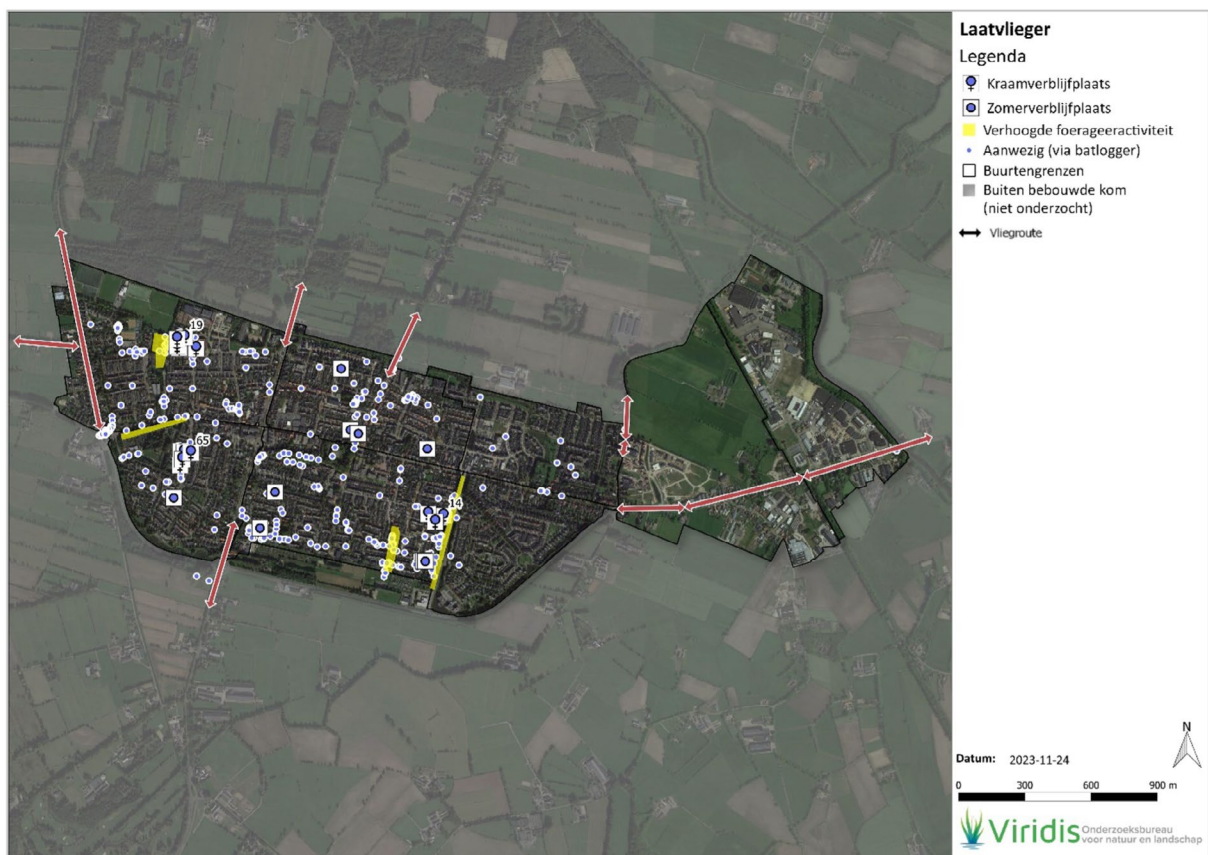 Laatvlieger
Legenda
Kraamverblijfplaats
Zomerverblijfplaats
Verhoogde foerageeractiviteit
Aanwezig (via batlogger)
Buurtengrenzen
Buiten bebouwde kom
(niet onderzocht)
Vliegroute
19
65
14
N
Datum: 2023-11-24
0 300 600 900 m
Viridis Onderzoeksbureau
voor natuur en landschap